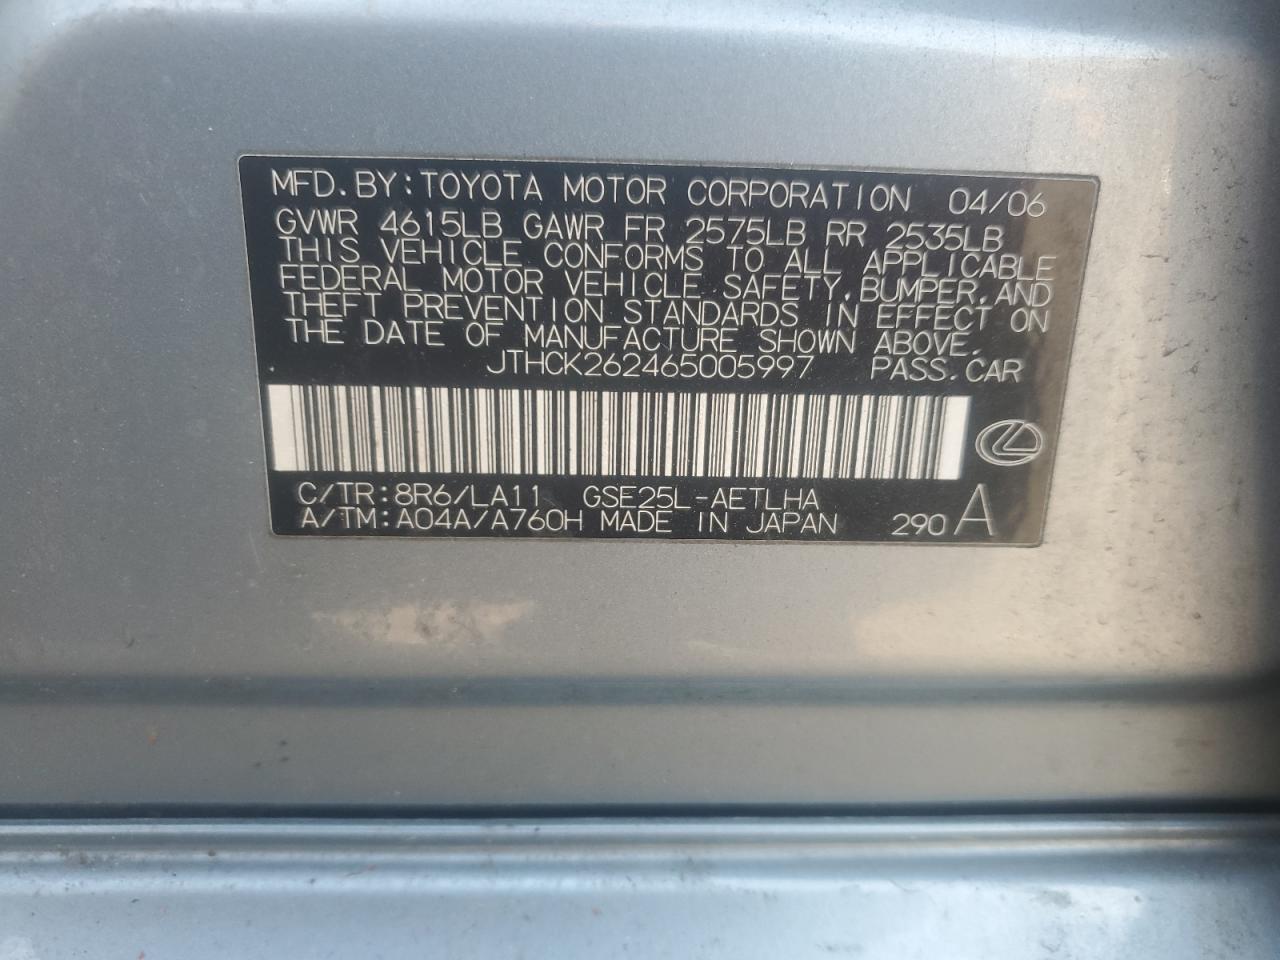 MFD.BY:TOYOTA MOTOR CORPORATION 04/06
GVWR 4615LB GAWR FR 2575LB RR 2535LB
THIS VEHICLE CONFORMS TO ALL APPLICABLE
FEDERAL MOTOR VEHICLE SAFETY,BUMPER,AND
THEFT PREVENTION STANDARDS IN EFFECT ON
THE DATE OF MANUFACTURE SHOWN ABOVE.
JTHCK262465005997 PASS.CAR
C/TR:8R6/LA11 GSE25L-AETLHA
A/TM:A04A/A760H MADE IN JAPAN 290 A